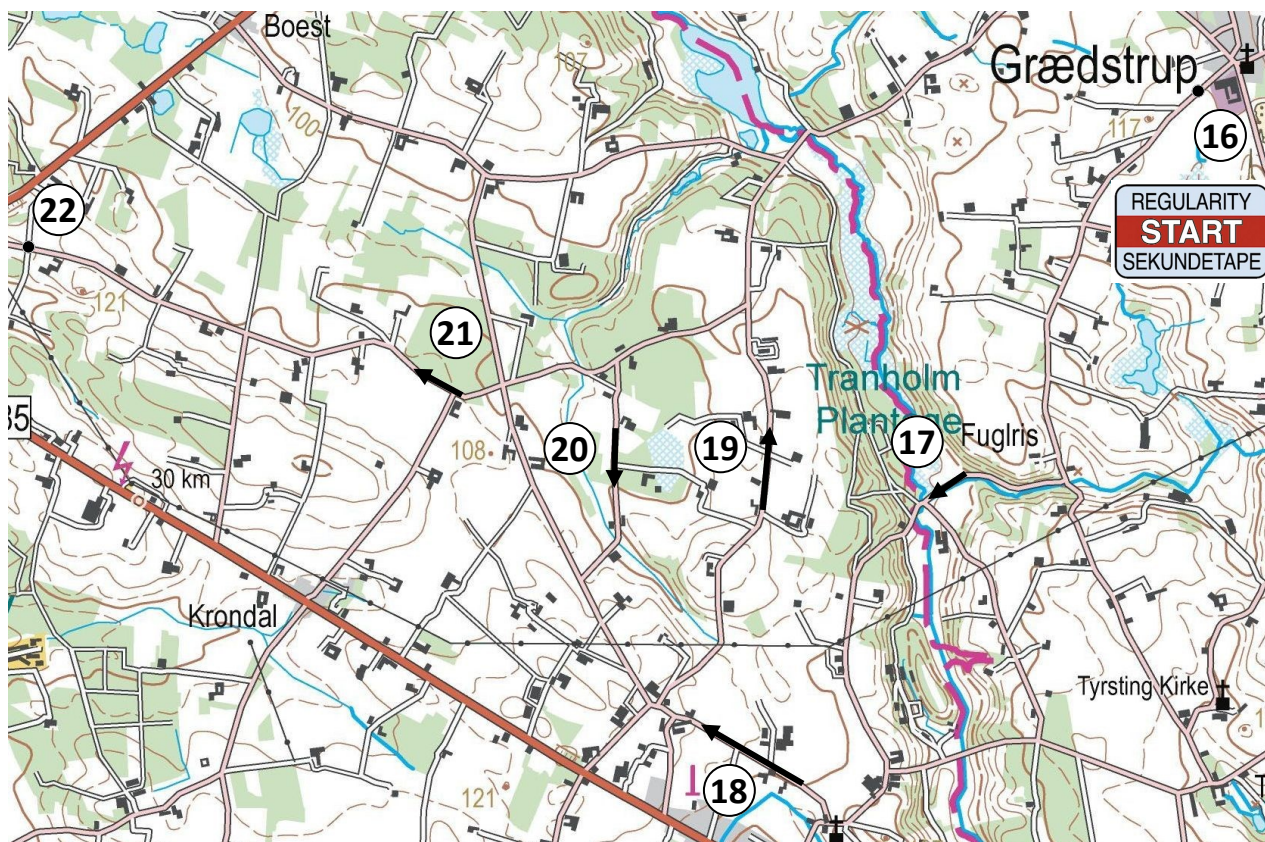 Boest
107
Grædstrup
100
117
16
22
REGULARITY
START
SEKUNDETAPE
121
21
Tranholm
Plantage
35
108
20
19
17
Fuglris
30 km
Krondal
Tyrsting Kirke
121
18